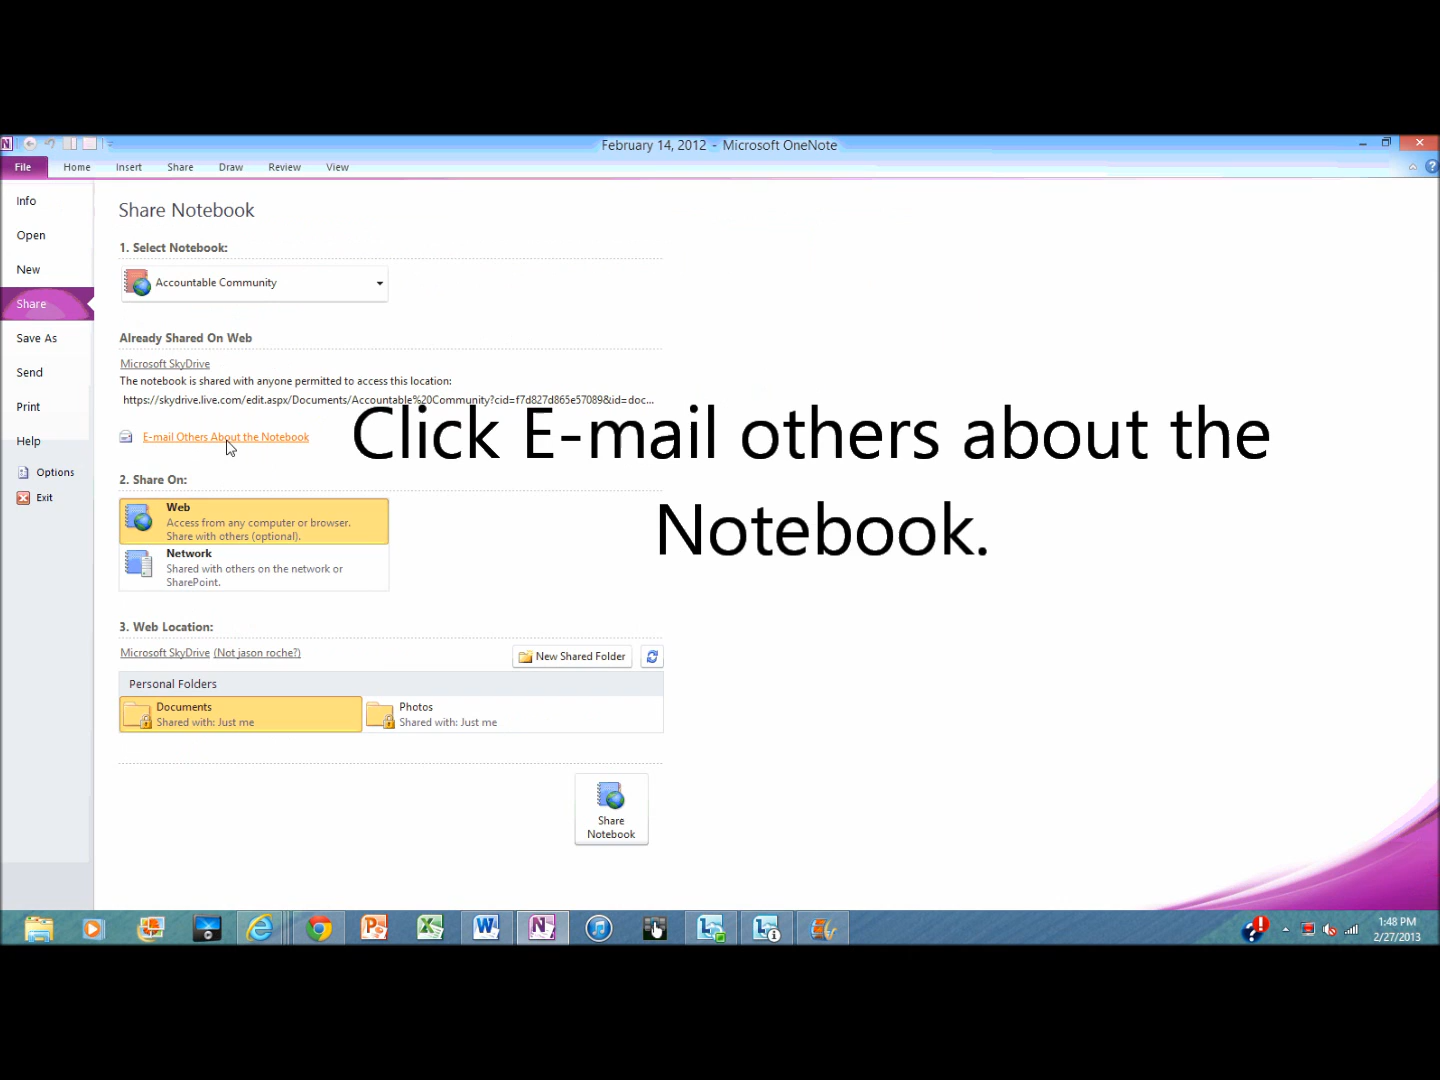 February 14, 2012 - Microsoft OneNote
File Home Insert Share Draw Review View
Info
Open
New
Share
Save As
Send
Print
Help
Options
Exit
Share Notebook
1. Select Notebook:
Accountable Community
Already Shared On Web
Microsoft SkyDrive
The notebook is shared with anyone permitted to access this location:
https://skydrive.live.com/edit.aspx/Documents/Accountable%20Community?cid=f7d827d865e57089&id=doc...
E-mail Others About the Notebook
Click E-mail others about the
Notebook.
2. Share On:
Web
Access from any computer or browser.
Share with others (optional).
Network
Shared with others on the network or
SharePoint.
3. Web Location:
Microsoft SkyDrive (Not jason roche?)
New Shared Folder
Personal Folders
Documents
Shared with: Just me
Photos
Shared with: Just me
Share
Notebook
1:48 PM
2/27/2013